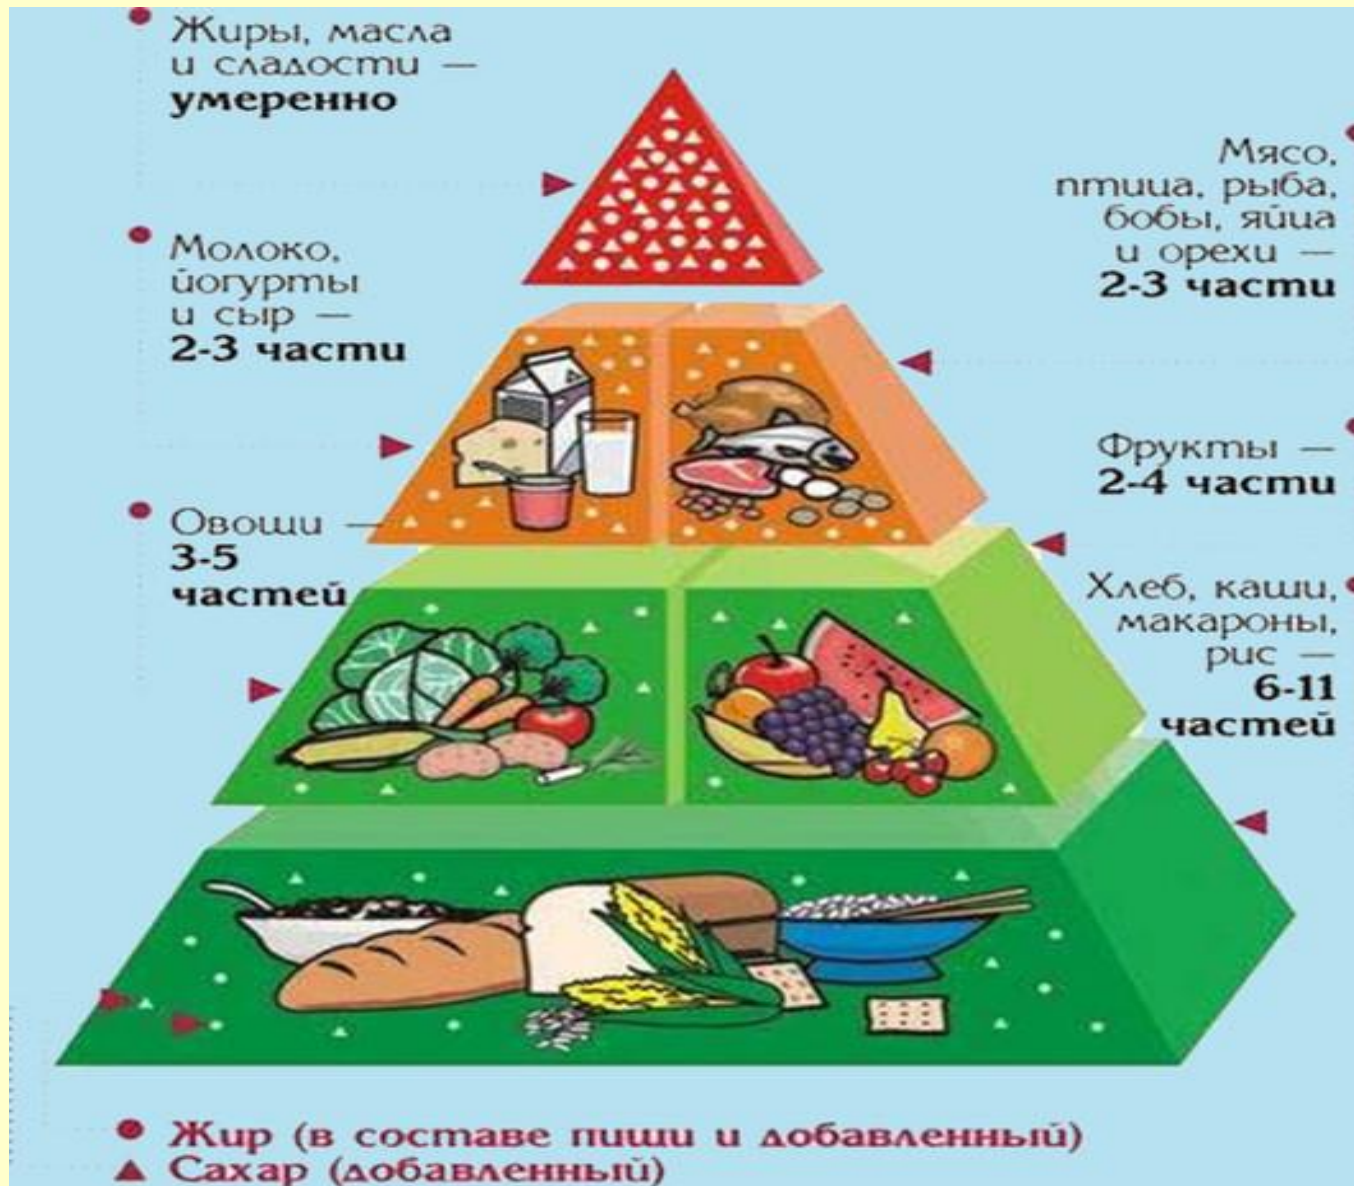 Жиры, масла
и сладости —
умеренно
Мясо,
птица, рыба,
бобы, яйца
и орехи —
2-3 части
Молоко,
йогурты
и сыр —
2-3 части
Фрукты —
2-4 части
Овощи —
3-5
частей
Хлеб, каши,
макароны,
рис —
6-11
частей
Жир (в составе пищи и добавленный)
Сахар (добавленный)